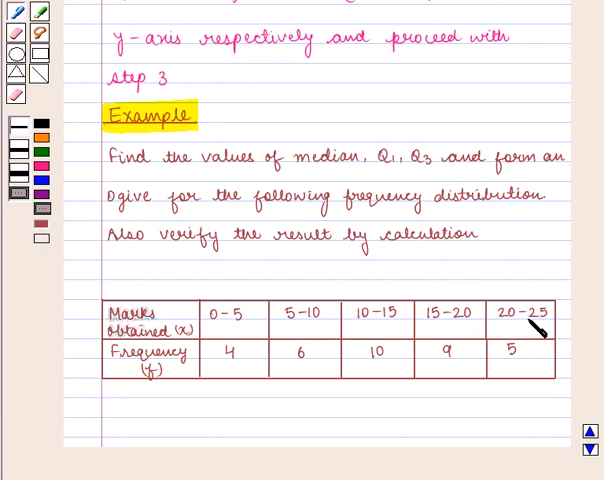 y-axis respectively and proceed with
step 3
Example
Find the values of median, Q1, Q3 and form an
Ogive for the following frequency distribution
Also verify the result by calculation
Marks obtained (x) 0-5 5-10 10-15 15-20 20-25
Frequency (f) 4 6 10 9 5